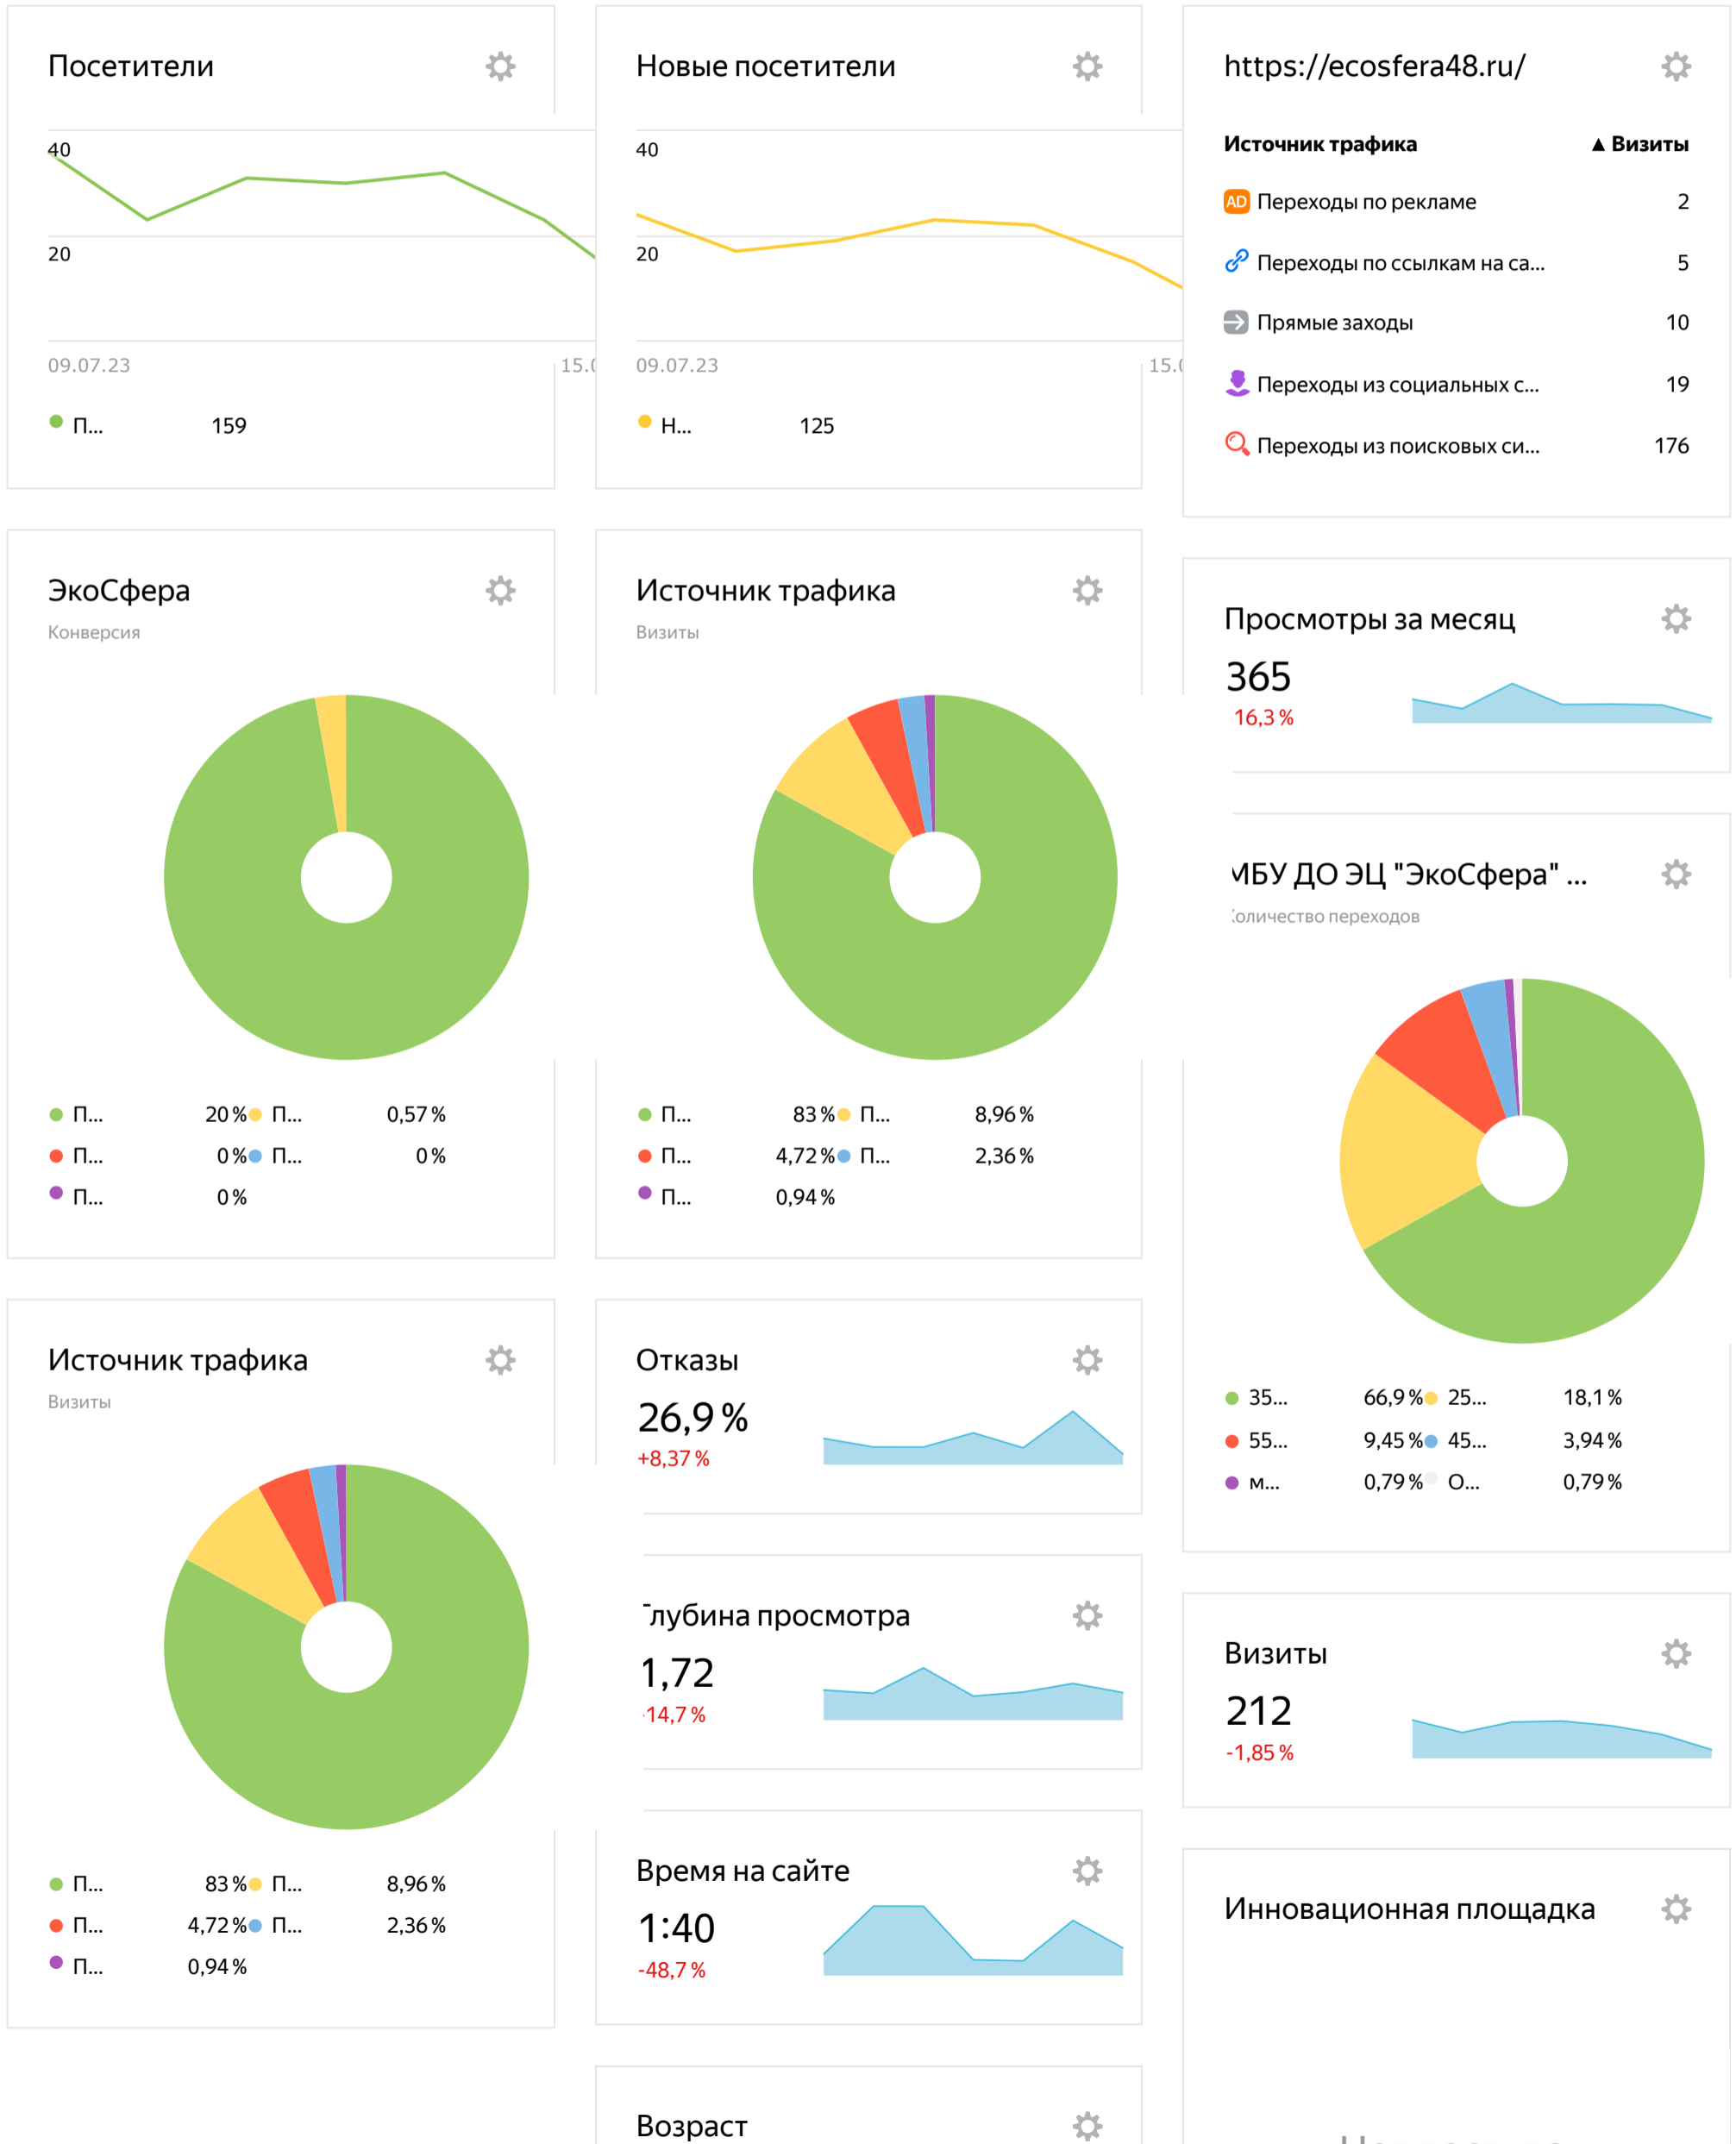 Посетители
40
20
09.07.23
П... 159
Новые посетители
40
20
09.07.23
Н... 125
https://ecosfera48.ru/
Источник трафика ▲ Визиты
AD Переходы по рекламе 2
Переходы по ссылкам на са... 5
Прямые заходы 10
Переходы из социальных с... 19
Переходы из поисковых си... 176
ЭкоСфера
Конверсия
П... 20 % П... 0,57 %
П... 0 % П... 0 %
П... 0 %
Источник трафика
Визиты
П... 83 % П... 8,96 %
П... 4,72 % П... 2,36 %
П... 0,94 %
Просмотры за месяц
365
16,3 %
МБУ ДО ЭЦ "ЭкоСфера" ...
Количество переходов
35... 66,9 % 25... 18,1 %
55... 9,45 % 45... 3,94 %
м... 0,79 % О... 0,79 %
Источник трафика
Визиты
П... 83 % П... 8,96 %
П... 4,72 % П... 2,36 %
П... 0,94 %
Отказы
26,9 %
+8,37 %
Глубина просмотра
1,72
-14,7 %
Время на сайте
1:40
-48,7 %
Возраст
Визиты
212
-1,85 %
Инновационная площадка